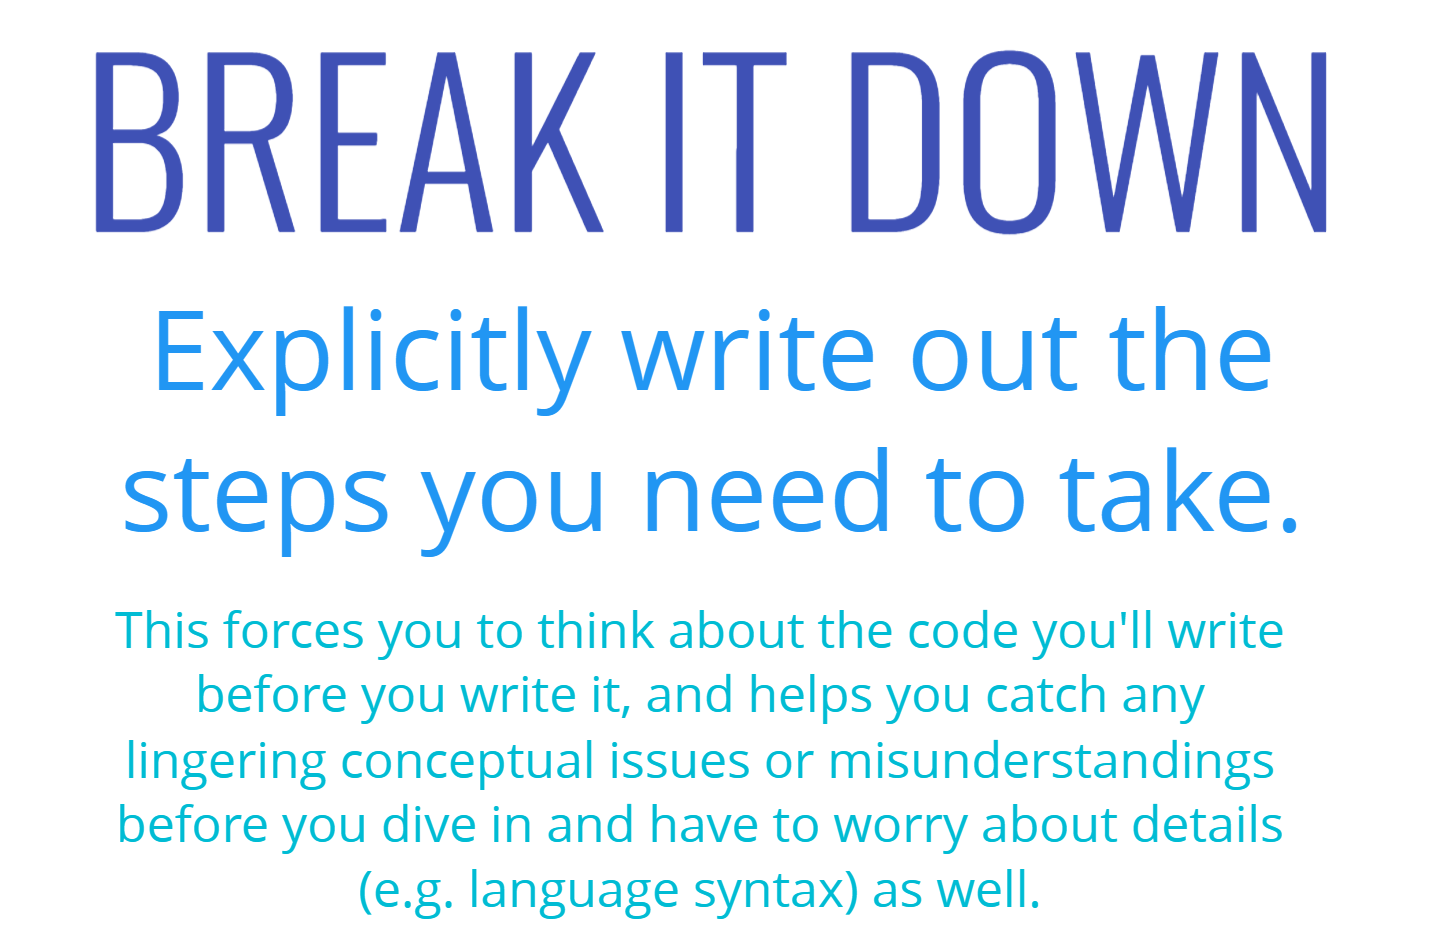 BREAK IT DOWN
Explicitly write out the
steps you need to take.
This forces you to think about the code you'll write
before you write it, and helps you catch any
lingering conceptual issues or misunderstandings
before you dive in and have to worry about details
(e.g. language syntax) as well.